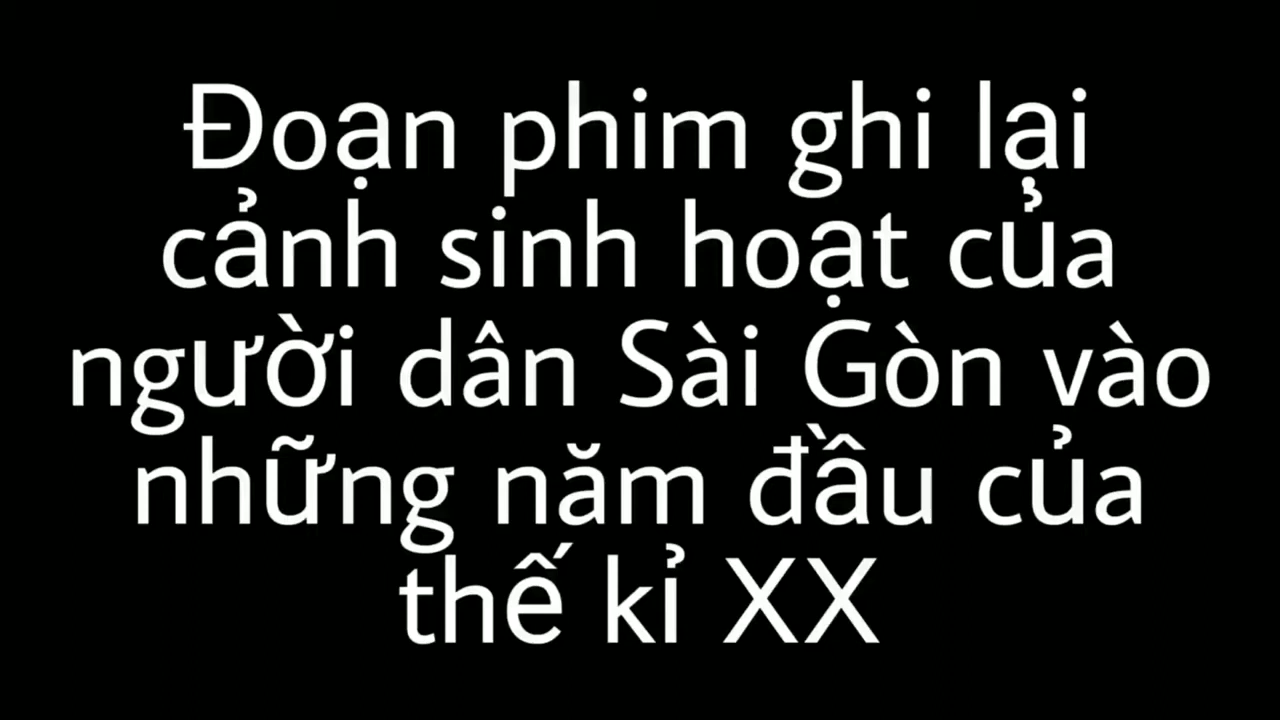 Đoạn phim ghi lại
cảnh sinh hoạt của
người dân Sài Gòn vào
những năm đầu của
thế kỉ XX